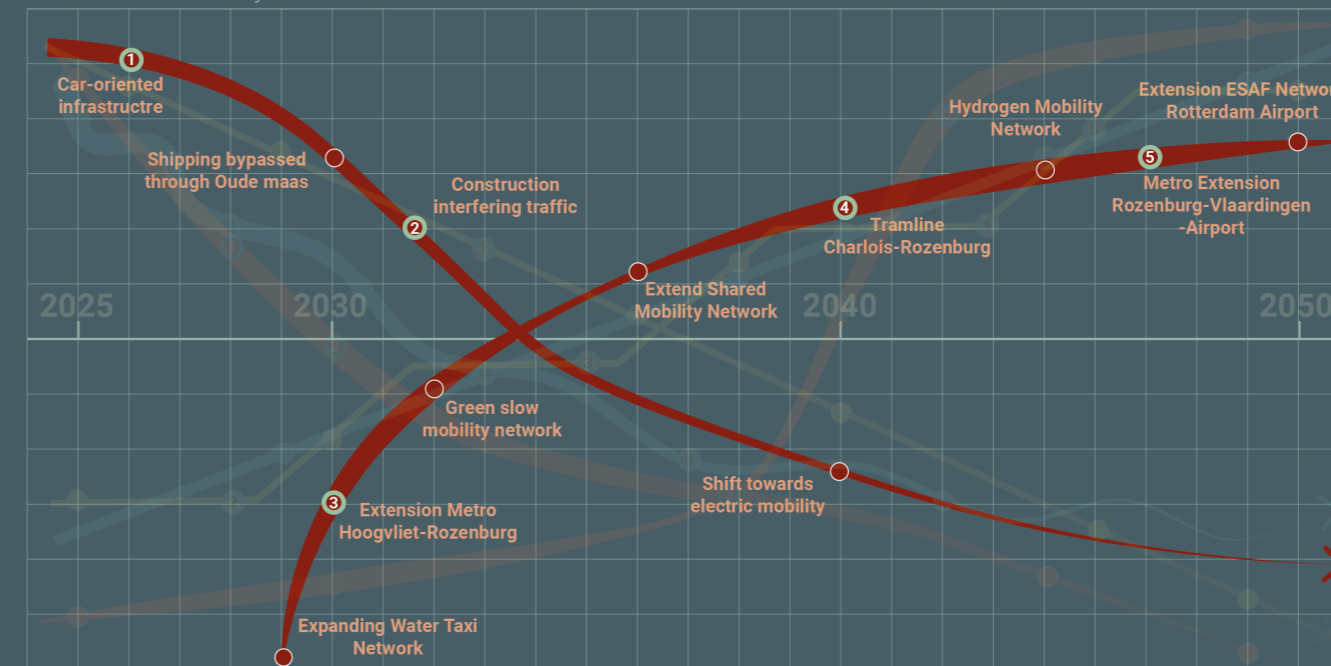 1
Car-oriented
infrastructre
Shipping bypassed
through Oude maas
2
Construction
interfering traffic
Hydrogen Mobility
Network
Extension ESAF Networ
Rotterdam Airport
5
Metro Extension
Rozenburg-Vlaardingen
-Airport
4
Tramline
Charlois-Rozenburg
Extend Shared
Mobility Network
2025
2030
2040
2050
Green slow
mobility network
Shift towards
electric mobility
3
Extension Metro
Hoogvliet-Rozenburg
Expanding Water Taxi
Network